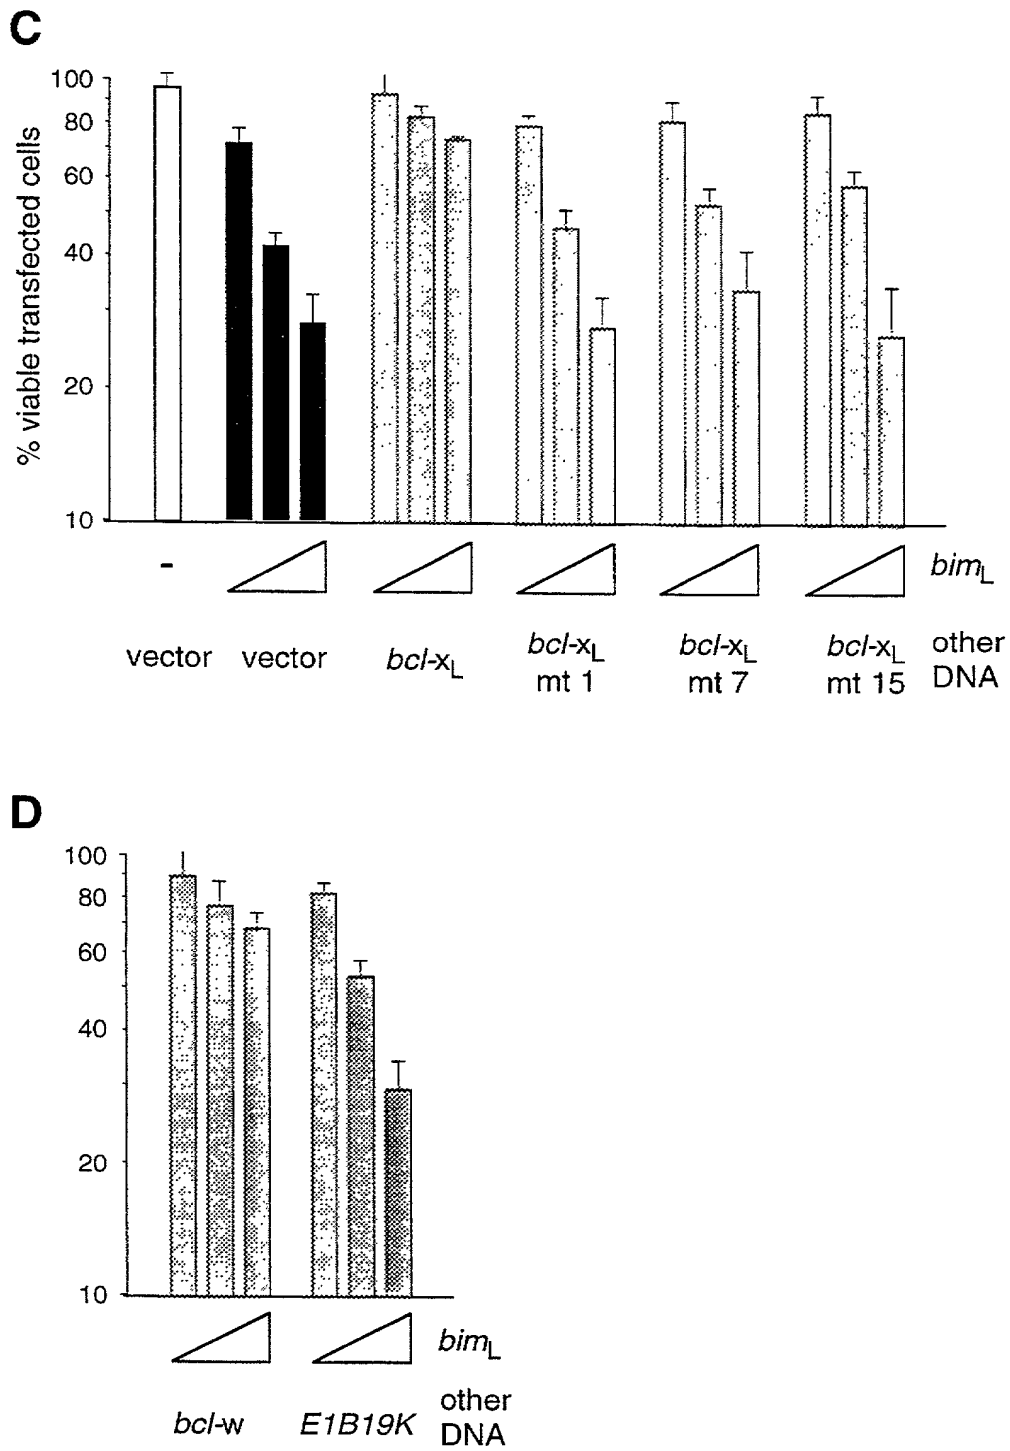 C
% viable transfected cells
100
80
60
40
20
10
-
bimL
vector
vector
bcl-xL
bcl-xL
mt 1
bcl-xL
mt 7
bcl-xL
mt 15
other
DNA
D
100
80
60
40
20
10
bimL
bcl-w
E1B19K
other
DNA